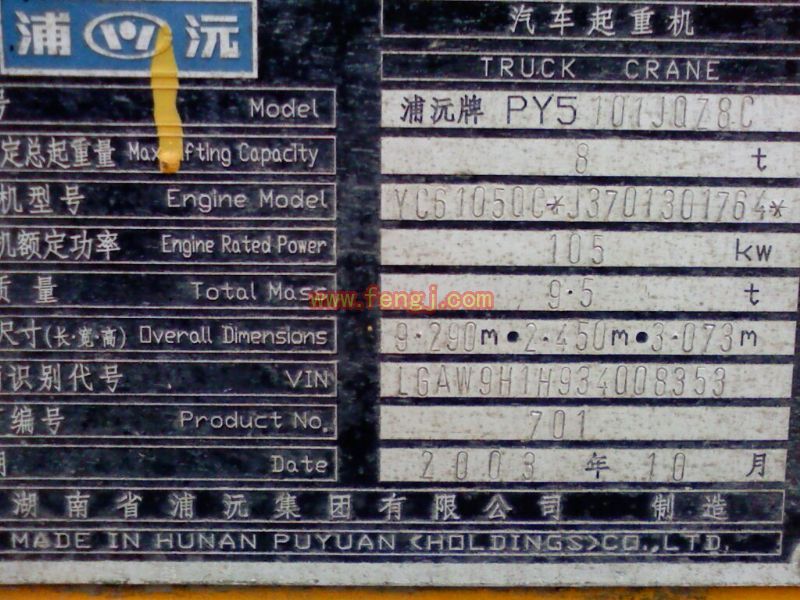 浦 沅
汽车起重机
TRUCK CRANE
号 Model 浦沅牌 PY5101JQZ8C
定总起重量 Max Lifting Capacity 8 t
机型号 Engine Model YC6105QC*J3701301764*
机额定功率 Engine Rated Power 105 kw
质量 Total Mass 9.5 t
www.fengj.com
尺寸(长·宽·高) Overall Dimensions 9·290m·2·450m·3·073m
识别代号 VIN LGAW9H1H934008353
编号 Product No. 701
期 Date 2003 年 10 月
湖南省浦沅集团有限公司 制造
MADE IN HUNAN PUYUAN <HOLDINGS>CO.,LTD.